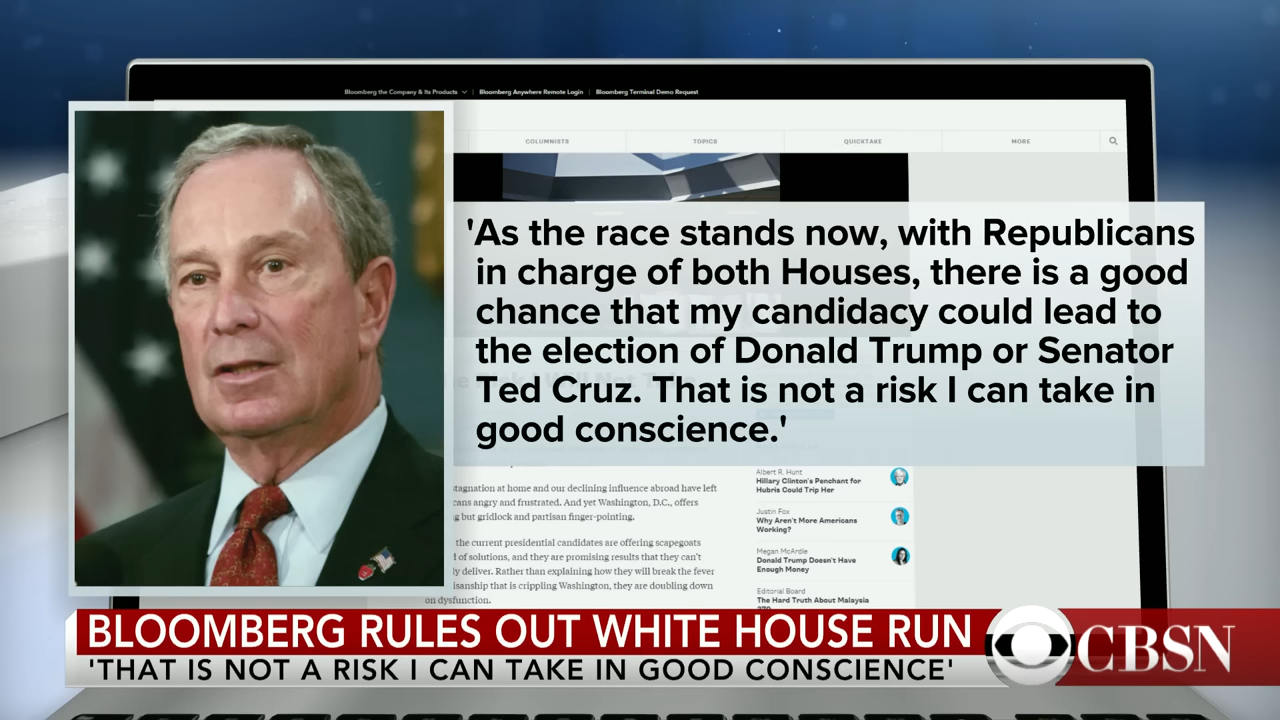 Bloomberg the Company & Its Products | Bloomberg Anywhere Remote Login | Bloomberg Terminal Demo Request
COLUMNISTS TOPICS QUICKTAKE MORE
'As the race stands now, with Republicans
in charge of both Houses, there is a good
chance that my candidacy could lead to
the election of Donald Trump or Senator
Ted Cruz. That is not a risk I can take in
good conscience.'
tagnation at home and our declining influence abroad have left
cans angry and frustrated. And yet Washington, D.C., offers
g but gridlock and partisan finger-pointing.
the current presidential candidates are offering scapegoats
d of solutions, and they are promising results that they can't
ly deliver. Rather than explaining how they will break the fever
isanship that is crippling Washington, they are doubling down
on dysfunction.
Albert R. Hunt
Hillary Clinton's Penchant for
Hubris Could Trip Her
Justin Fox
Why Aren't More Americans
Working?
Megan McArdle
Donald Trump Doesn't Have
Enough Money
Editorial Board
The Hard Truth About Malaysia
BLOOMBERG RULES OUT WHITE HOUSE RUN
'THAT IS NOT A RISK I CAN TAKE IN GOOD CONSCIENCE'
CBSN